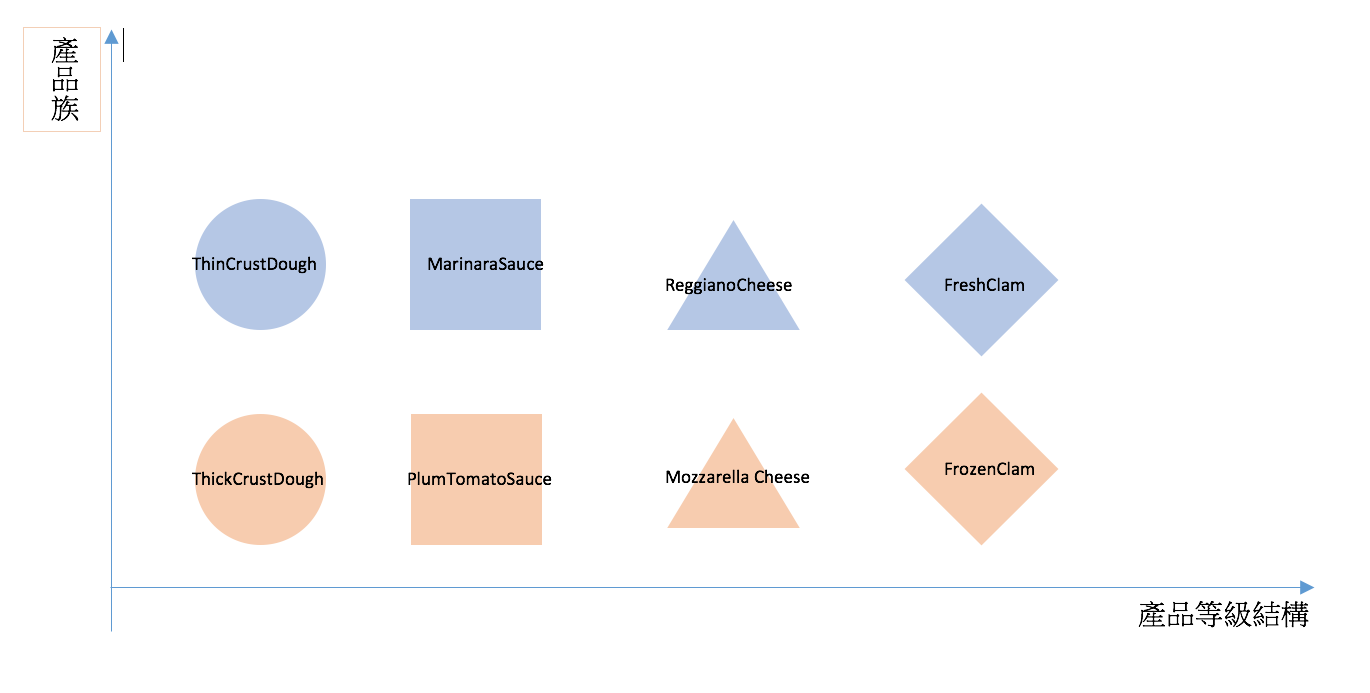 產品族
ThinCrustDough
MarinaraSauce
ReggianoCheese
FreshClam
ThickCrustDough
PlumTomatoSauce
Mozzarella Cheese
FrozenClam
產品等級結構